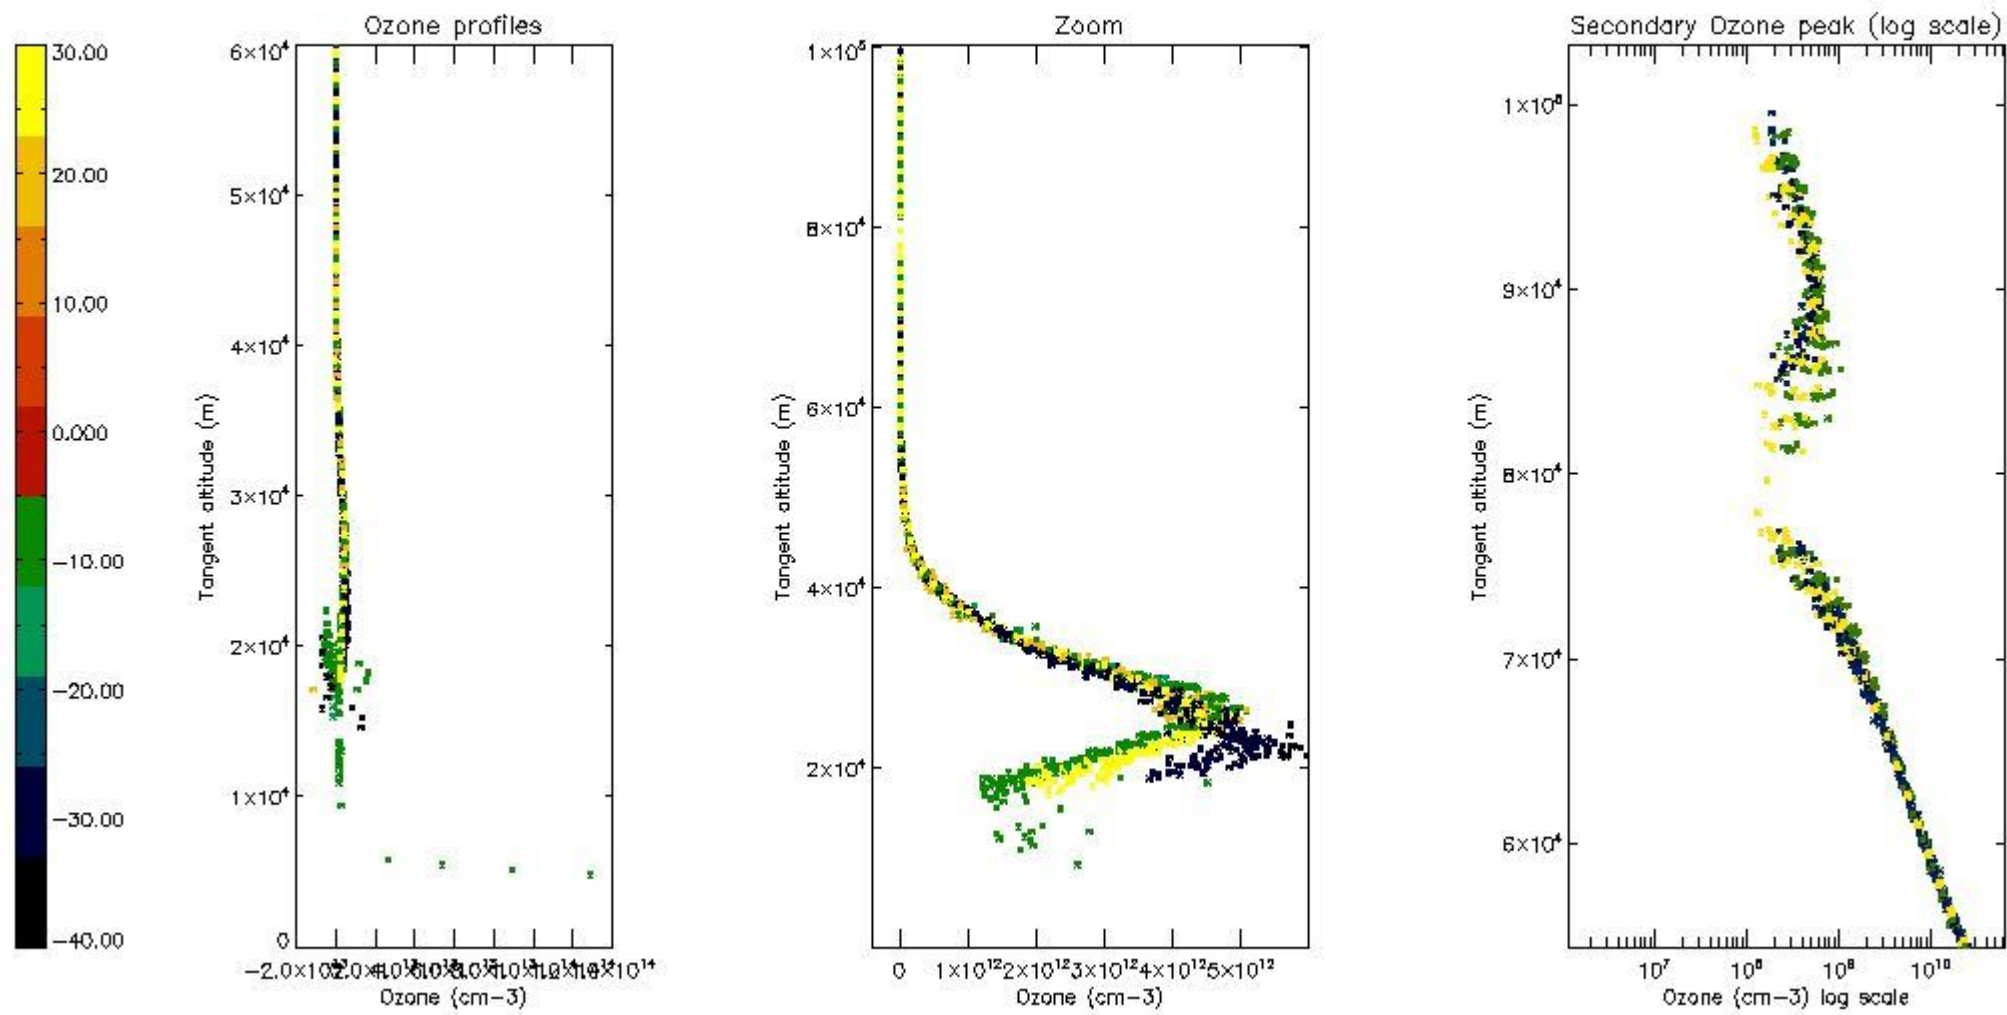 Ozone profiles
Zoom
Secondary Ozone peak (log scale)
30.00
20.00
10.00
0.000
-10.00
-20.00
-30.00
-40.00
6×10⁴
5×10⁴
4×10⁴
3×10⁴
2×10⁴
1×10⁴
0
Tangent altitude (m)
Ozone (cm-3)
1×10⁵
8×10⁴
6×10⁴
4×10⁴
2×10⁴
Tangent altitude (m)
0 1×10¹² 2×10¹² 3×10¹² 4×10¹² 5×10¹²
Ozone (cm-3)
9×10⁴
8×10⁴
7×10⁴
6×10⁴
Tangent altitude (m)
10⁷ 10⁸ 10⁹ 10¹⁰
Ozone (cm-3) log scale